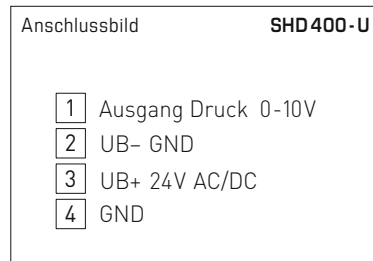 Anschlussbild SHD400-U
1 Ausgang Druck 0-10V
2 UB– GND
3 UB+ 24V AC/DC
4 GND